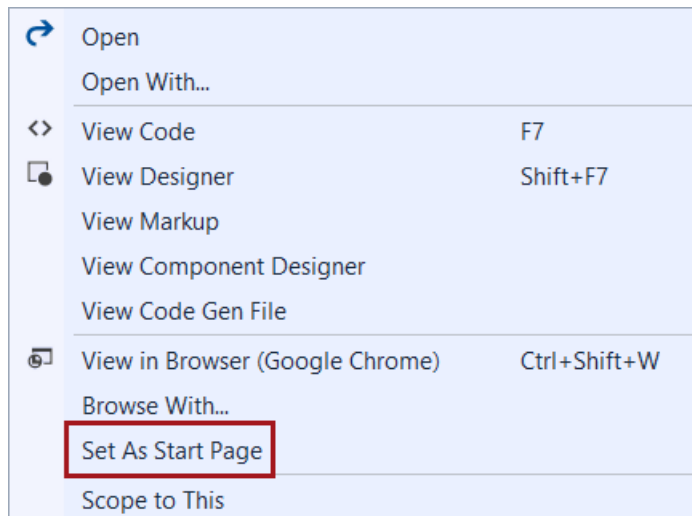 Open
Open With...
View Code F7
View Designer Shift+F7
View Markup
View Component Designer
View Code Gen File
View in Browser (Google Chrome) Ctrl+Shift+W
Browse With...
Set As Start Page
Scope to This